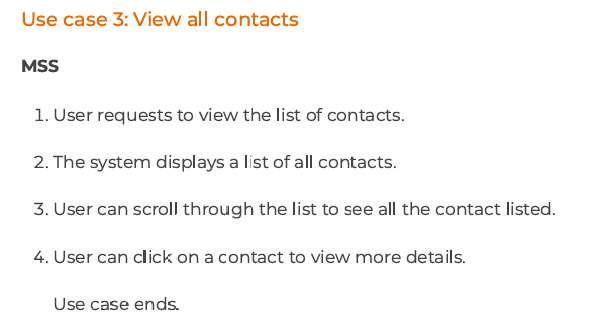 Use case 3: View all contacts
MSS
1. User requests to view the list of contacts.
2. The system displays a list of all contacts.
3. User can scroll through the list to see all the contact listed.
4. User can click on a contact to view more details.
Use case ends.